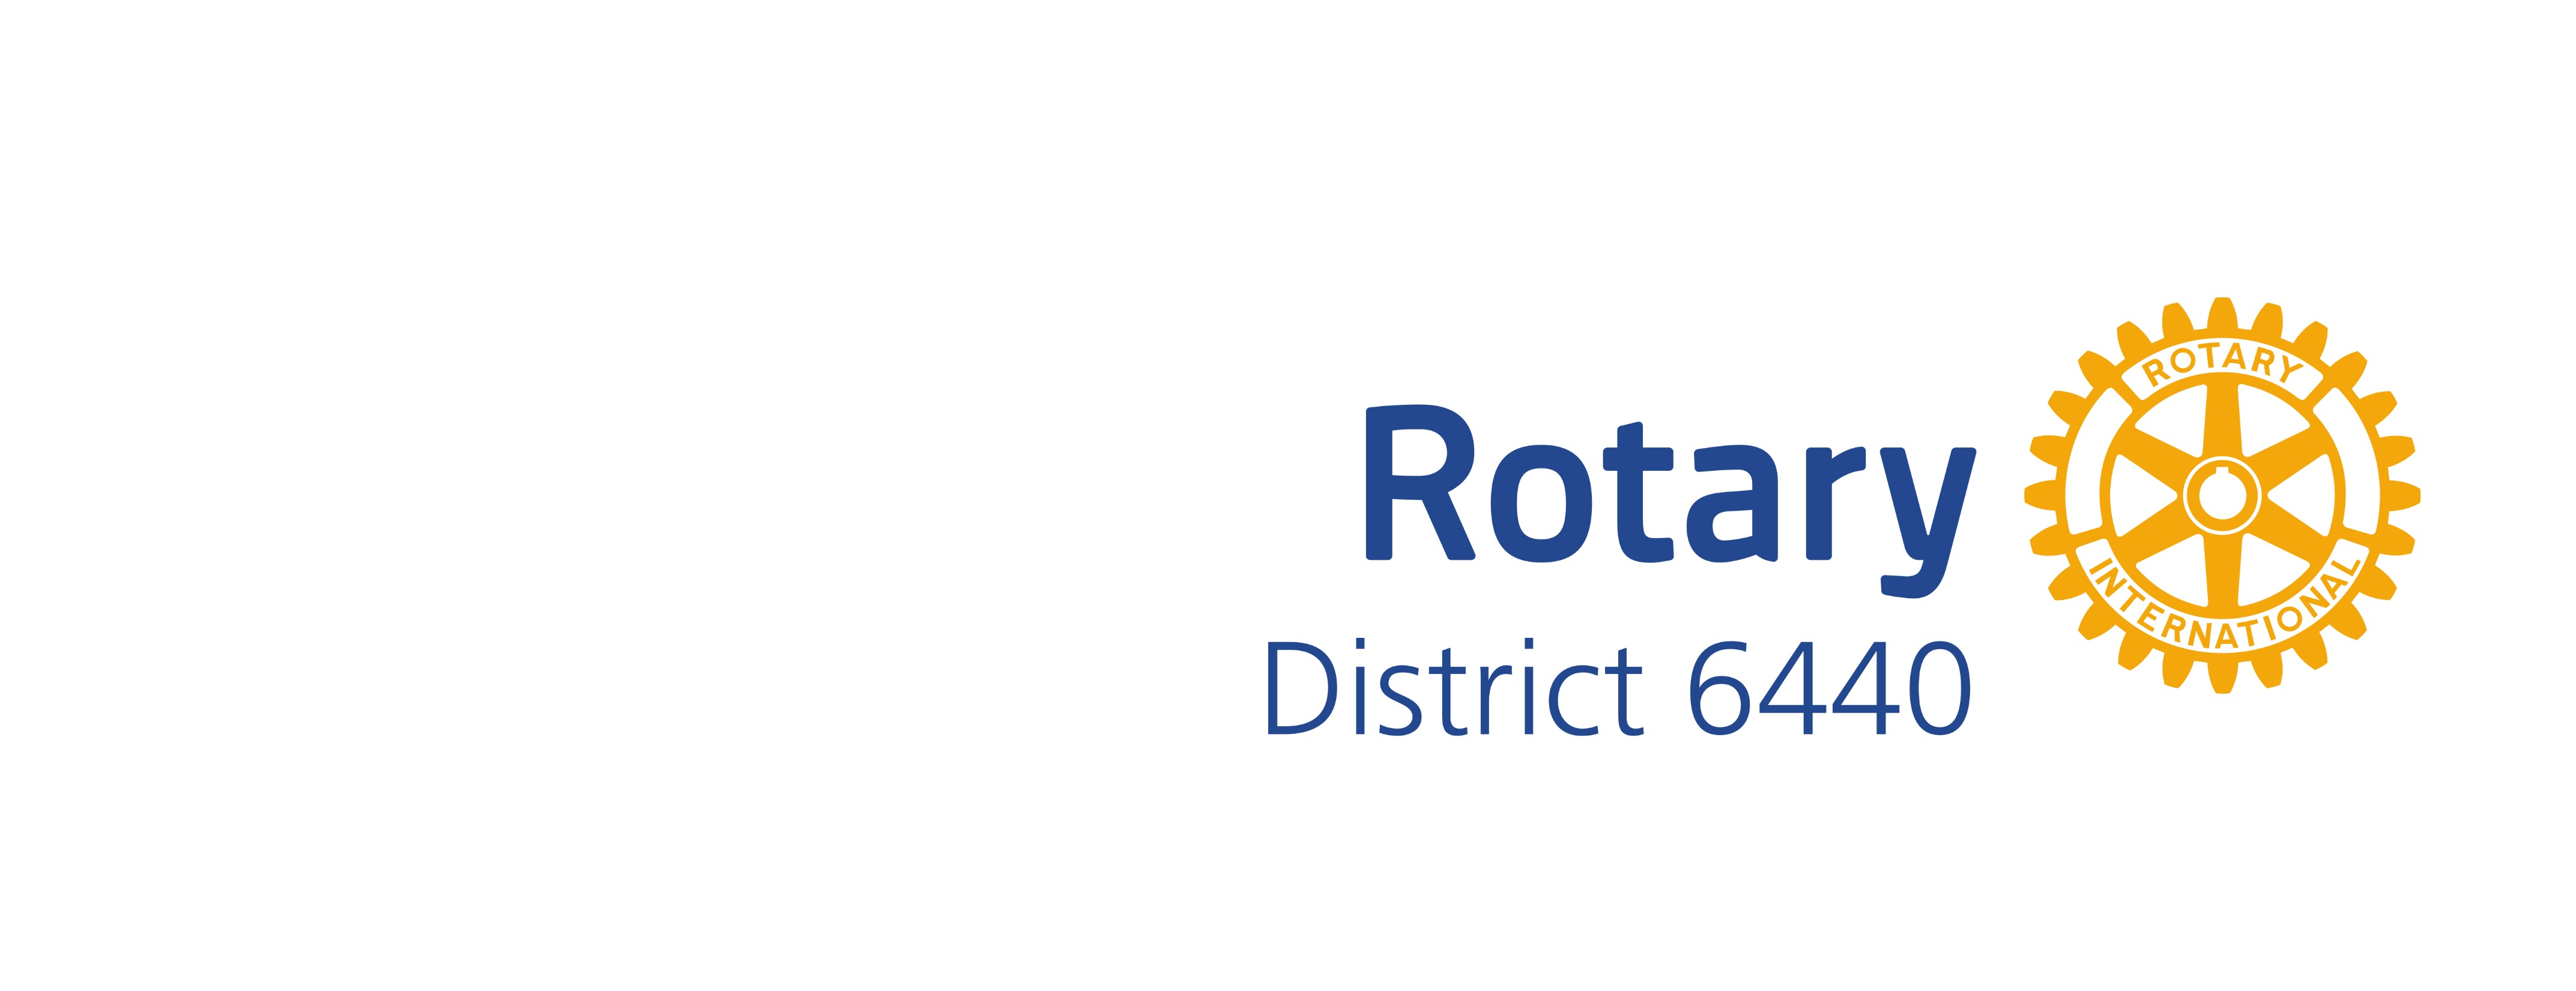 Rotary
District 6440
ROTARY
INTERNATIONAL